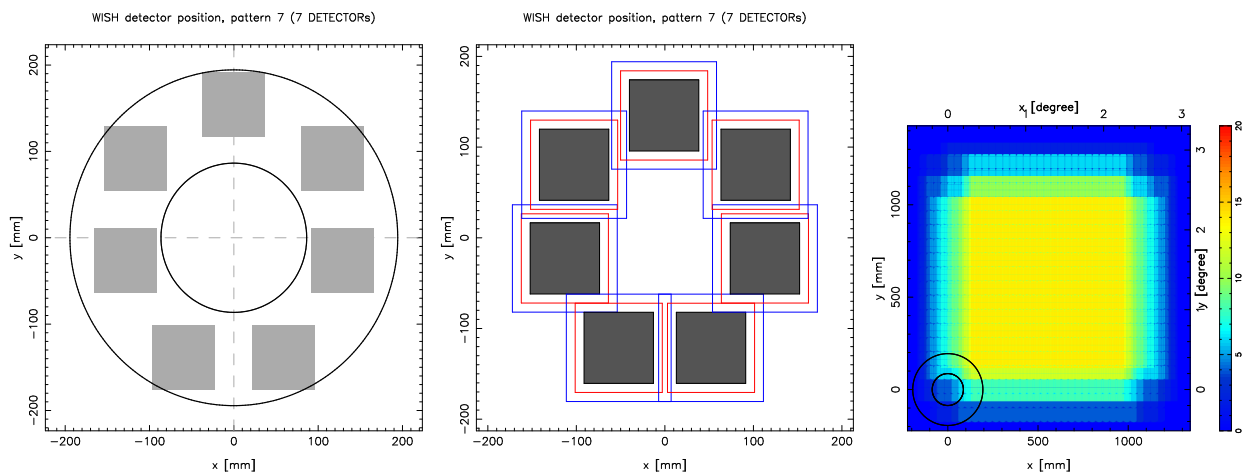 WISH detector position, pattern 7 (7 DETECTORs)
200
100
0
−100
−200
y [mm]
−200 −100 0 100 200
x [mm]
WISH detector position, pattern 7 (7 DETECTORs)
200
100
0
−100
−200
y [mm]
−200 −100 0 100 200
x [mm]
x [degree]
0 1 2 3
1000
500
0
y [mm]
0 500 1000
x [mm]
3
2
1
0
y [degree]
20
15
10
5
0